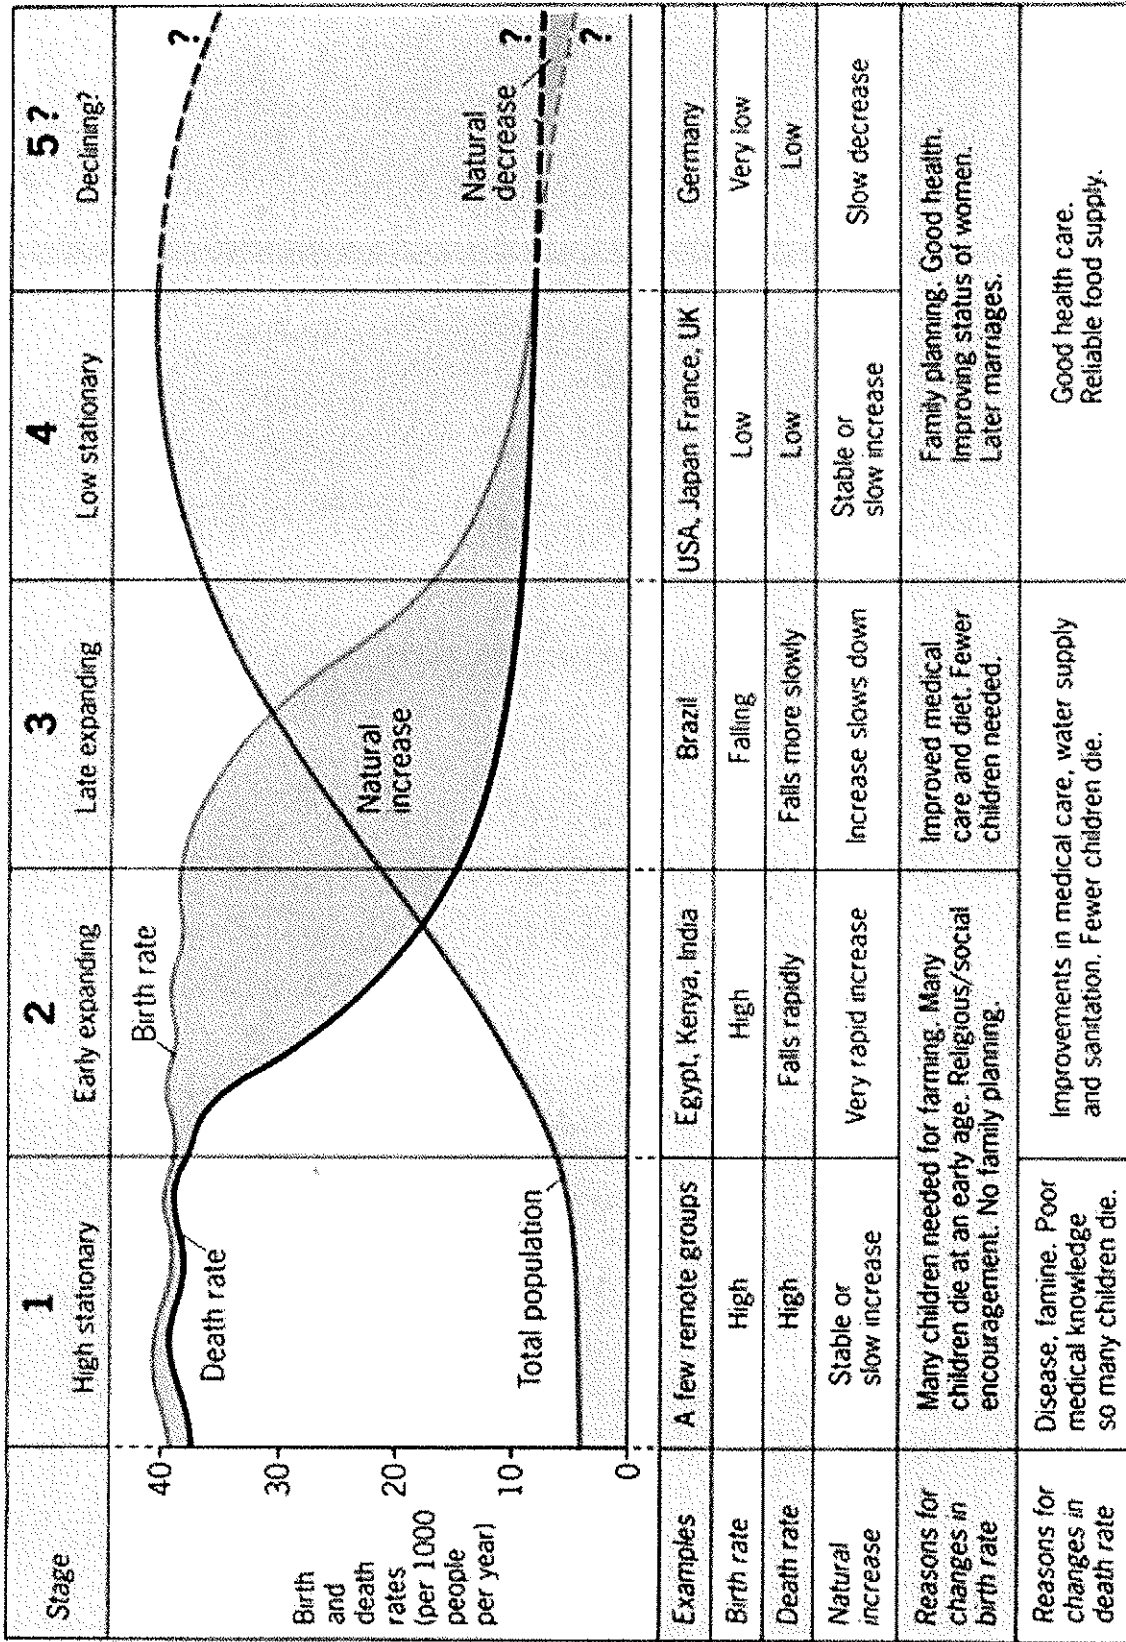 Stage
1
High stationary
2
Early expanding
3
Late expanding
4
Low stationary
5?
Declining?
Birth
and
death
rates
(per 1000
people
per year)
40
30
20
10
0
Death rate
Total population
Birth rate
Natural
increase
Natural
decrease
?
?
?
Examples
A few remote groups
Egypt, Kenya, India
Brazil
USA, Japan France, UK
Germany
Birth rate
High
High
Falling
Low
Very low
Death rate
High
Falls rapidly
Falls more slowly
Low
Low
Natural
increase
Stable or
slow increase
Very rapid increase
Increase slows down
Stable or
slow increase
Slow decrease
Reasons for
changes in
birth rate
Many children needed for farming. Many
children die at an early age. Religious/social
encouragement. No family planning.
Improved medical
care and diet. Fewer
children needed.
Family planning. Good health.
Improving status of women.
Later marriages.
Reasons for
changes in
death rate
Disease, famine. Poor
medical knowledge
so many children die.
Improvements in medical care, water supply
and sanitation. Fewer children die.
Good health care.
Reliable food supply.